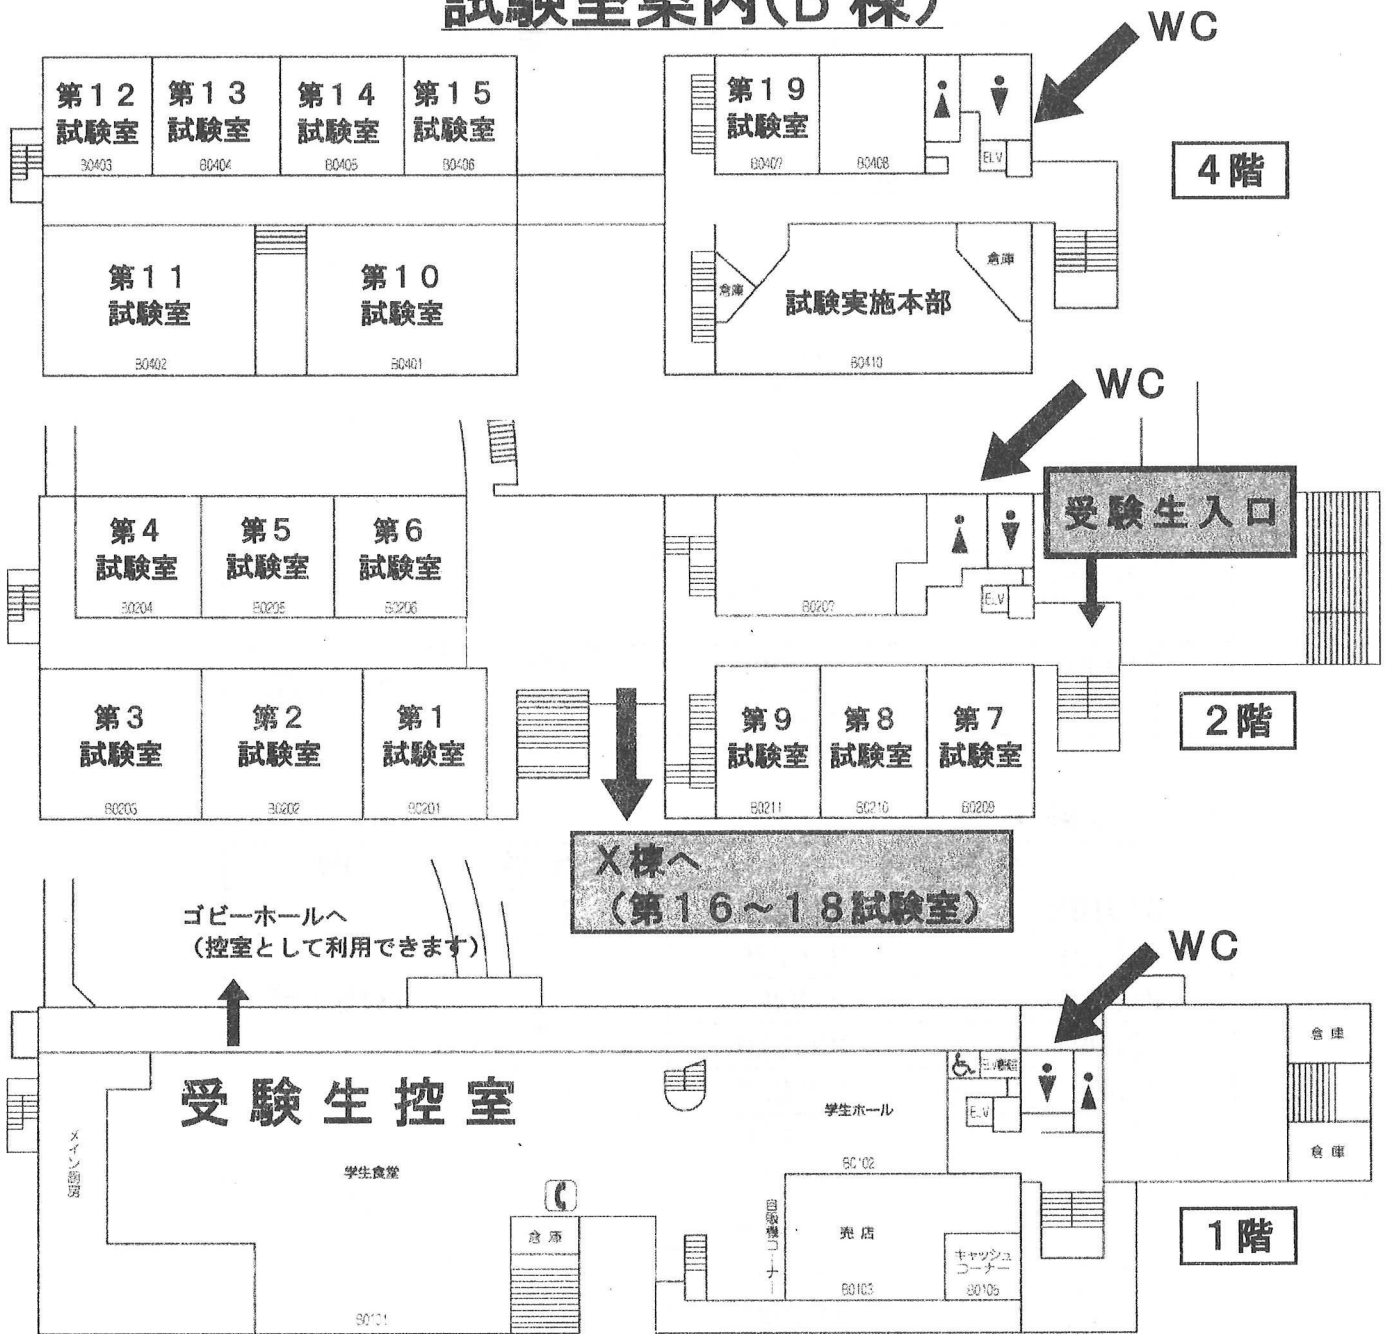 試験室案内(B 棟)
WC
第12
試験室
B0403
第13
試験室
B0404
第14
試験室
B0405
第15
試験室
B0406
第19
試験室
B0407
B0408
ELV
4階
第11
試験室
B0402
第10
試験室
B0401
倉庫
試験実施本部
B0410
倉庫
WC
受験生入口
第4
試験室
B0204
第5
試験室
B0205
第6
試験室
B0206
B0207
ELV
第3
試験室
B0203
第2
試験室
B0202
第1
試験室
B0201
第9
試験室
B0211
第8
試験室
B0210
第7
試験室
B0209
2階
X棟へ
(第16~18試験室)
ゴビーホールへ
(控室として利用できます)
WC
受験生控室
メイン厨房
学生食堂
B0101
倉庫
学生ホール
B0102
ELV
自販機コーナー
売店
B0103
キャッシュ
コーナー
B0105
倉庫
倉庫
1階